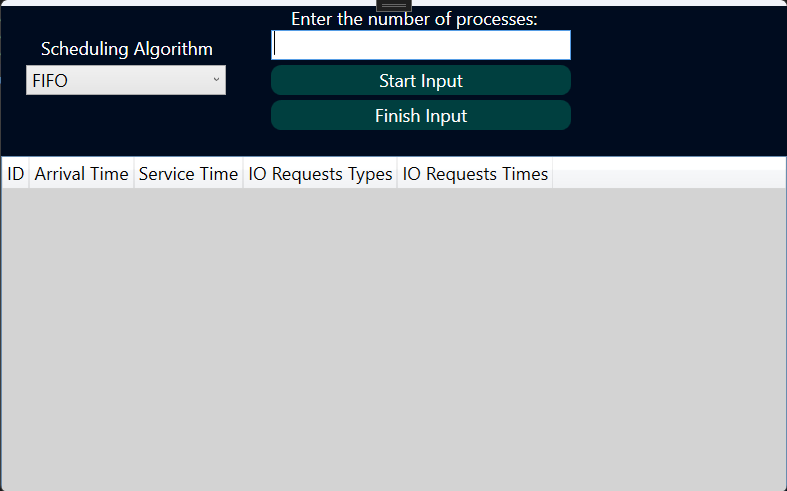 Enter the number of processes:
Scheduling Algorithm
FIFO
Start Input
Finish Input
ID Arrival Time Service Time IO Requests Types IO Requests Times